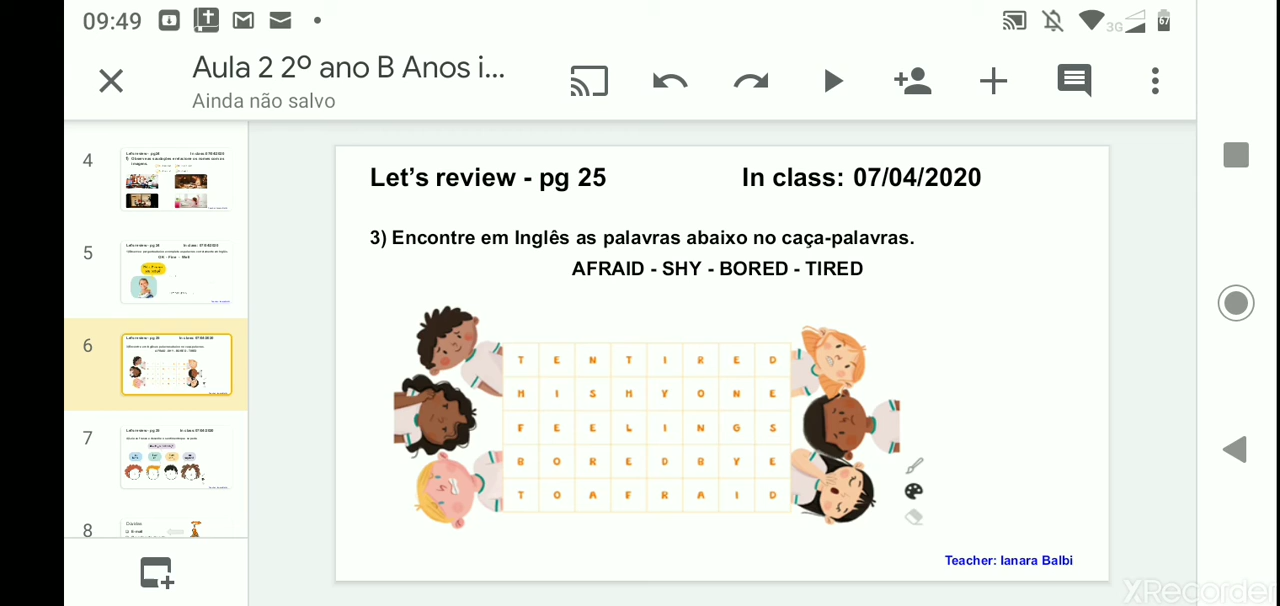 09:49
3G
67
Aula 2 2º ano B Anos i...
Ainda não salvo
4
5
6
7
8
Let's review - pg 25 In class: 07/04/2020
3) Encontre em Inglês as palavras abaixo no caça-palavras.
AFRAID - SHY - BORED - TIRED
T E N T I R E D
H I S H Y O N E
F E E L I N G S
B O R E D B Y E
T O A F R A I D
Teacher: Ianara Balbi
XRecorder